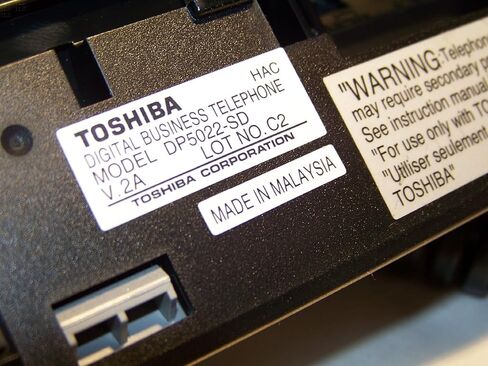 TOSHIBA HAC
DIGITAL BUSINESS TELEPHONE
MODEL DP5022-SD
V.2A LOT NO. C2
TOSHIBA CORPORATION
MADE IN MALAYSIA
"WARNING: Telephone
may require secondary
See instruction manual
"For use only with
"Utiliser seulement
TOSHIBA"